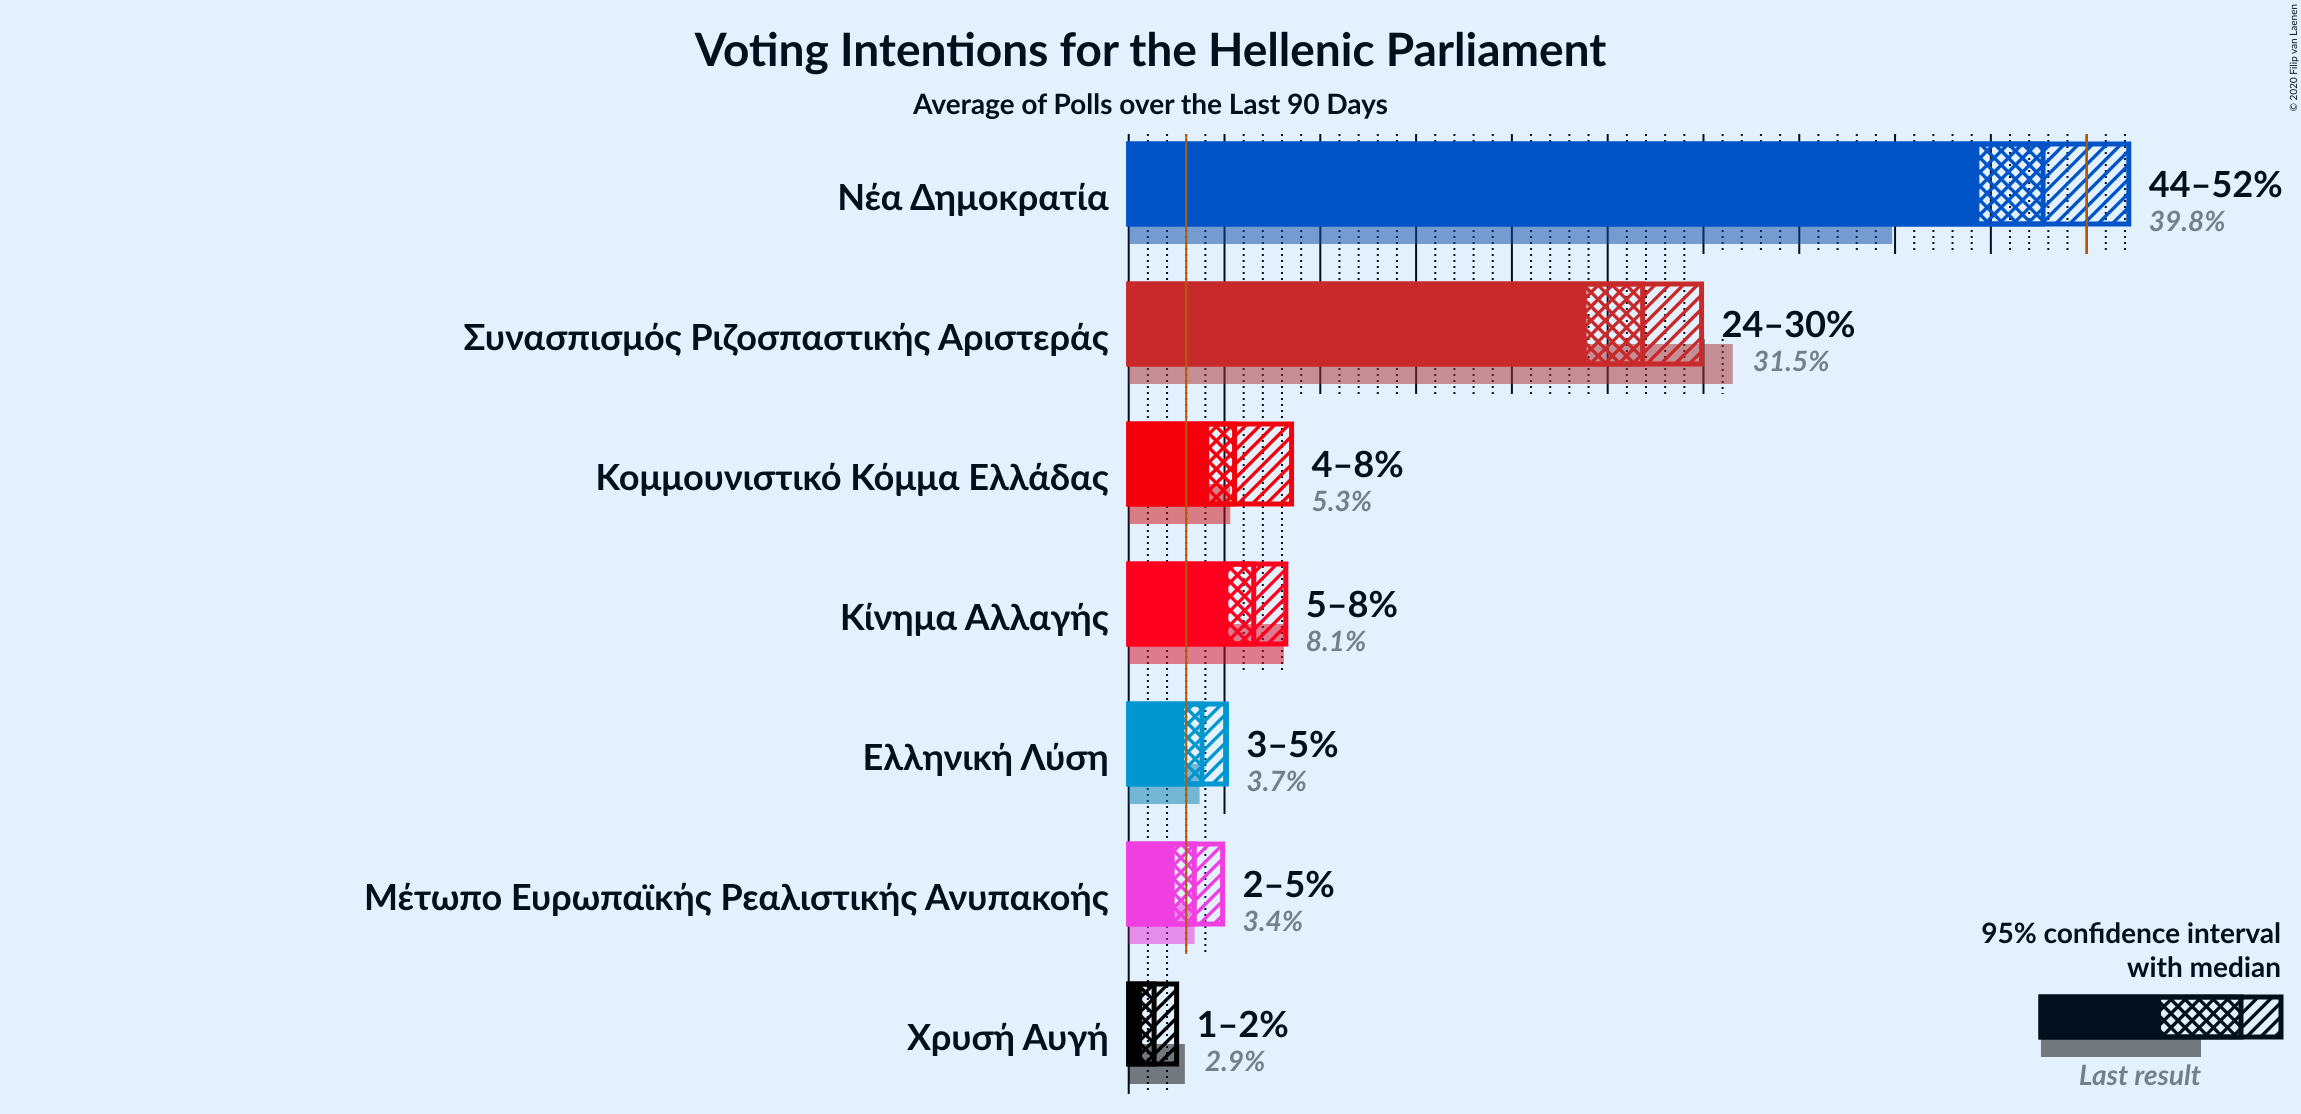 © 2020 Filip van Laenen
Voting Intentions for the Hellenic Parliament
Average of Polls over the Last 90 Days
Νέα Δημοκρατία
44–52%
39.8%
Συνασπισμός Ριζοσπαστικής Αριστεράς
24–30%
31.5%
Κομμουνιστικό Κόμμα Ελλάδας
4–8%
5.3%
Κίνημα Αλλαγής
5–8%
8.1%
Ελληνική Λύση
3–5%
3.7%
Μέτωπο Ευρωπαϊκής Ρεαλιστικής Ανυπακοής
2–5%
3.4%
Χρυσή Αυγή
1–2%
2.9%
95% confidence interval
with median
Last result